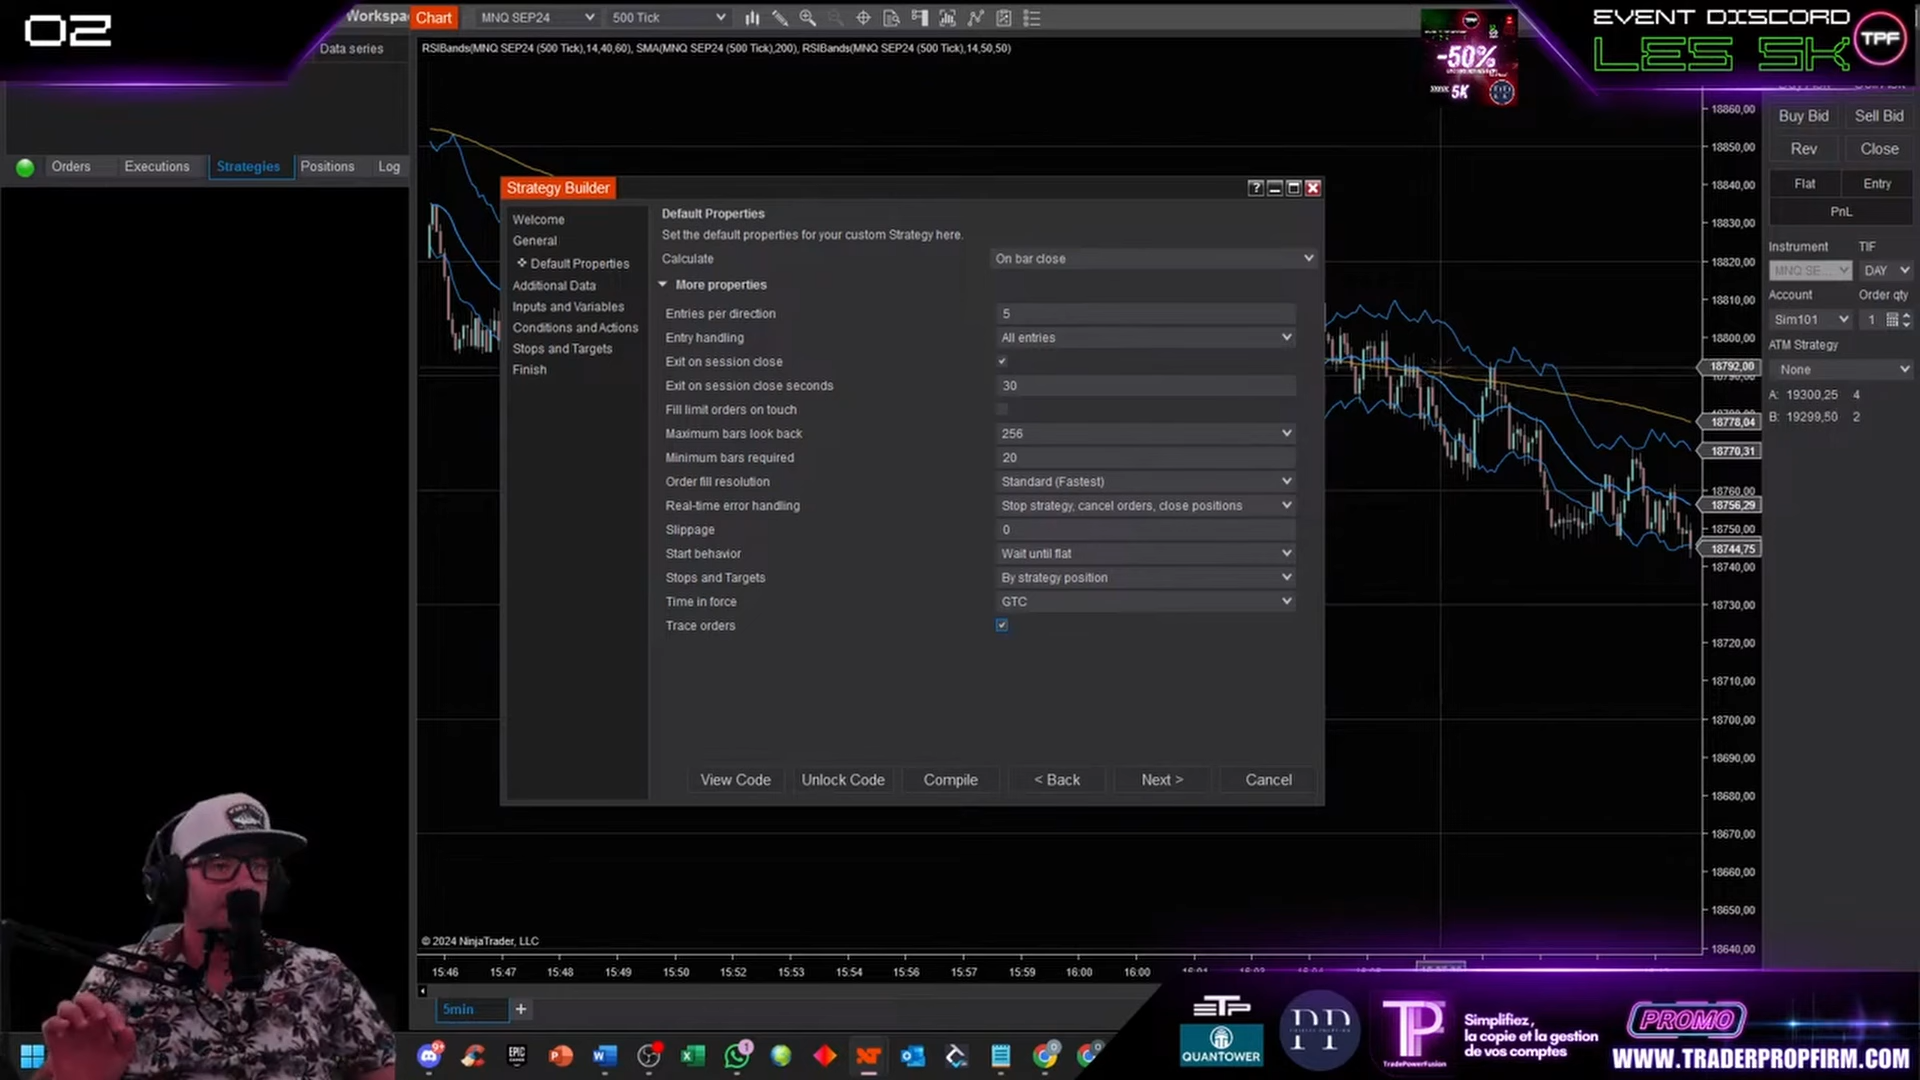 02
Workspa
Chart
MNQ SEP24
500 Tick
-50%
5K
EVENT DISCORD
LES 5K
TPF
Data series
RSIBands(MNQ SEP24 (500 Tick),14,40,60), SMA(MNQ SEP24 (500 Tick),200), RSIBands(MNQ SEP24 (500 Tick),14,50,50)
Orders
Executions
Strategies
Positions
Log
Strategy Builder
Welcome
General
Default Properties
Additional Data
Inputs and Variables
Conditions and Actions
Stops and Targets
Finish
Default Properties
Set the default properties for your custom Strategy here.
Calculate
On bar close
More properties
Entries per direction
5
Entry handling
All entries
Exit on session close
Exit on session close seconds
30
Fill limit orders on touch
Maximum bars look back
256
Minimum bars required
20
Order fill resolution
Standard (Fastest)
Real-time error handling
Stop strategy, cancel orders, close positions
Slippage
0
Start behavior
Wait until flat
Stops and Targets
By strategy position
Time in force
GTC
Trace orders
View Code
Unlock Code
Compile
< Back
Next >
Cancel
18860,00
18850,00
18840,00
18830,00
18820,00
18810,00
18800,00
18792,00
18778,04
18770,31
18760,00
18756,29
18750,00
18744,75
18740,00
18730,00
18720,00
18710,00
18700,00
18690,00
18680,00
18670,00
18660,00
18650,00
18640,00
Buy Bid
Sell Bid
Rev
Close
Flat
Entry
PnL
Instrument
TIF
MNQ SE...
DAY
Account
Order qty
Sim101
1
ATM Strategy
None
A: 19300,25 4
B: 19299,50 2
© 2024 NinjaTrader, LLC
15:46
15:47
15:48
15:49
15:50
15:52
15:53
15:54
15:56
15:57
15:59
16:00
16:00
5min
+
EPIC
QUANTOWER
TradePowerFusion
Simplifiez,
la copie et la gestion
de vos comptes
PROMO
WWW.TRADERPROPFIRM.COM